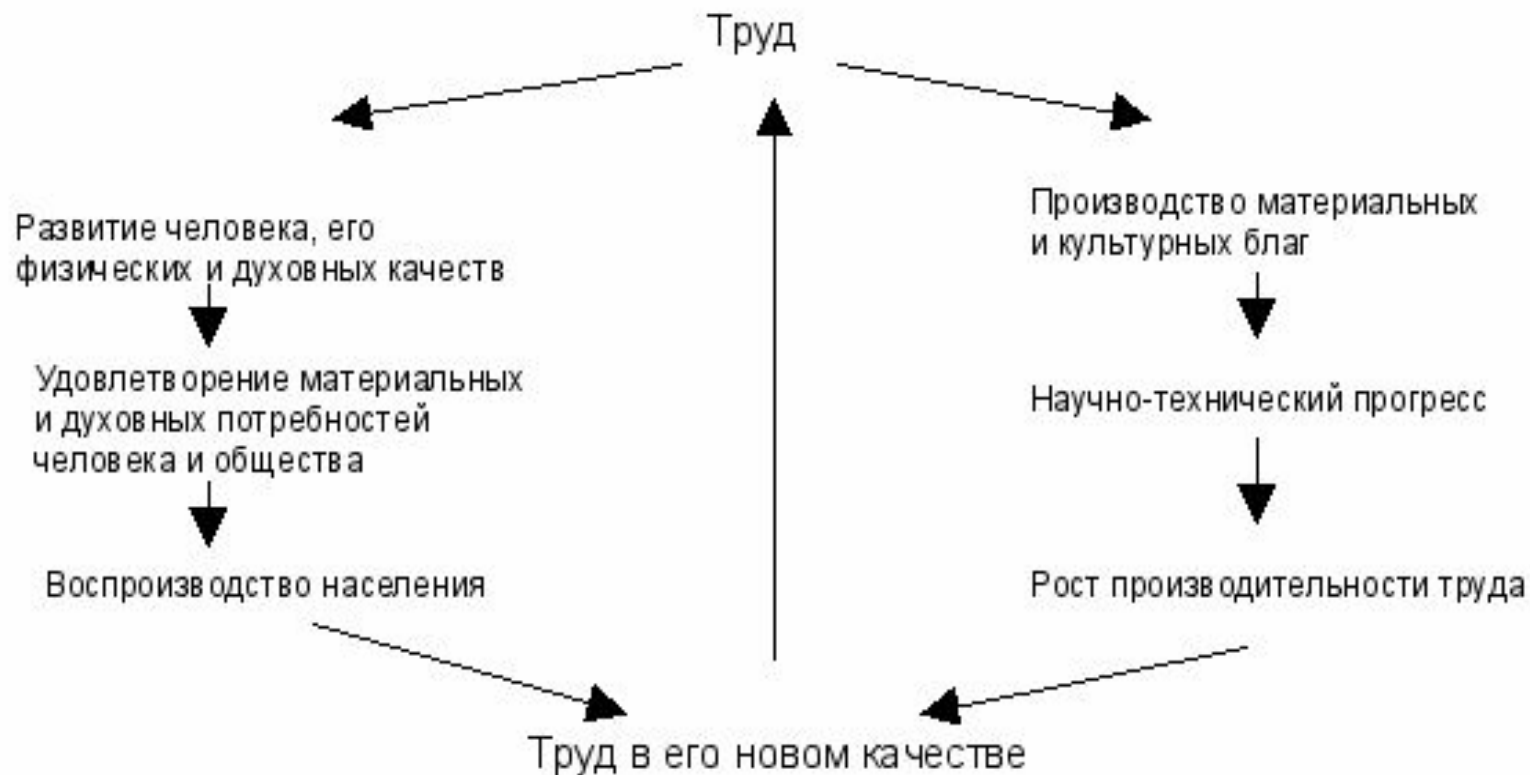 Труд
Развитие человека, его
физических и духовных качеств
Удовлетворение материальных
и духовных потребностей
человека и общества
Воспроизводство населения
Производство материальных
и культурных благ
Научно-технический прогресс
Рост производительности труда
Труд в его новом качестве